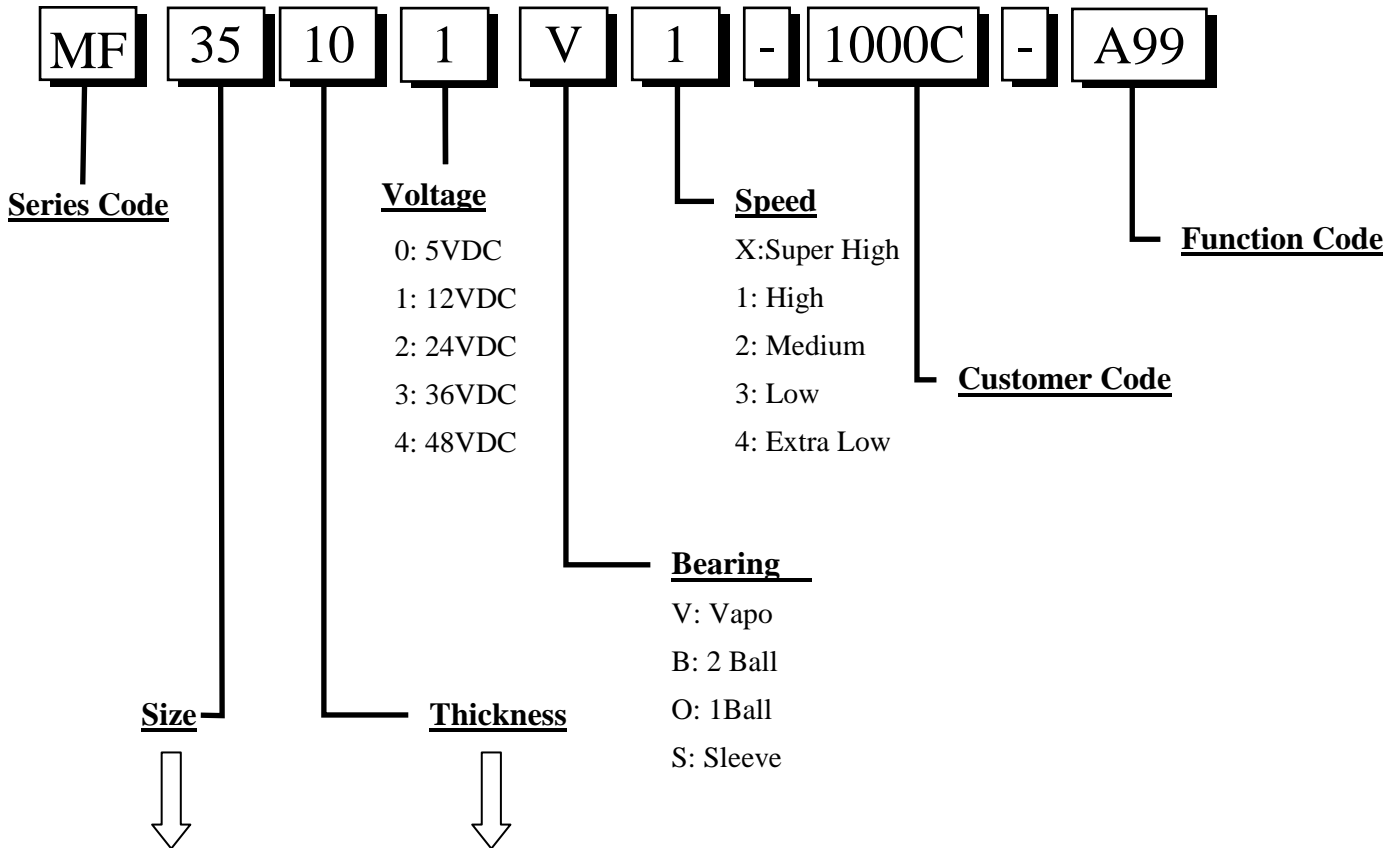 MF 35 10 1 V 1 - 1000C - A99
Series Code
Voltage
0: 5VDC
1: 12VDC
2: 24VDC
3: 36VDC
4: 48VDC
Speed
X:Super High
1: High
2: Medium
3: Low
4: Extra Low
Function Code
Customer Code
Bearing
V: Vapo
B: 2 Ball
O: 1Ball
S: Sleeve
Size
Thickness